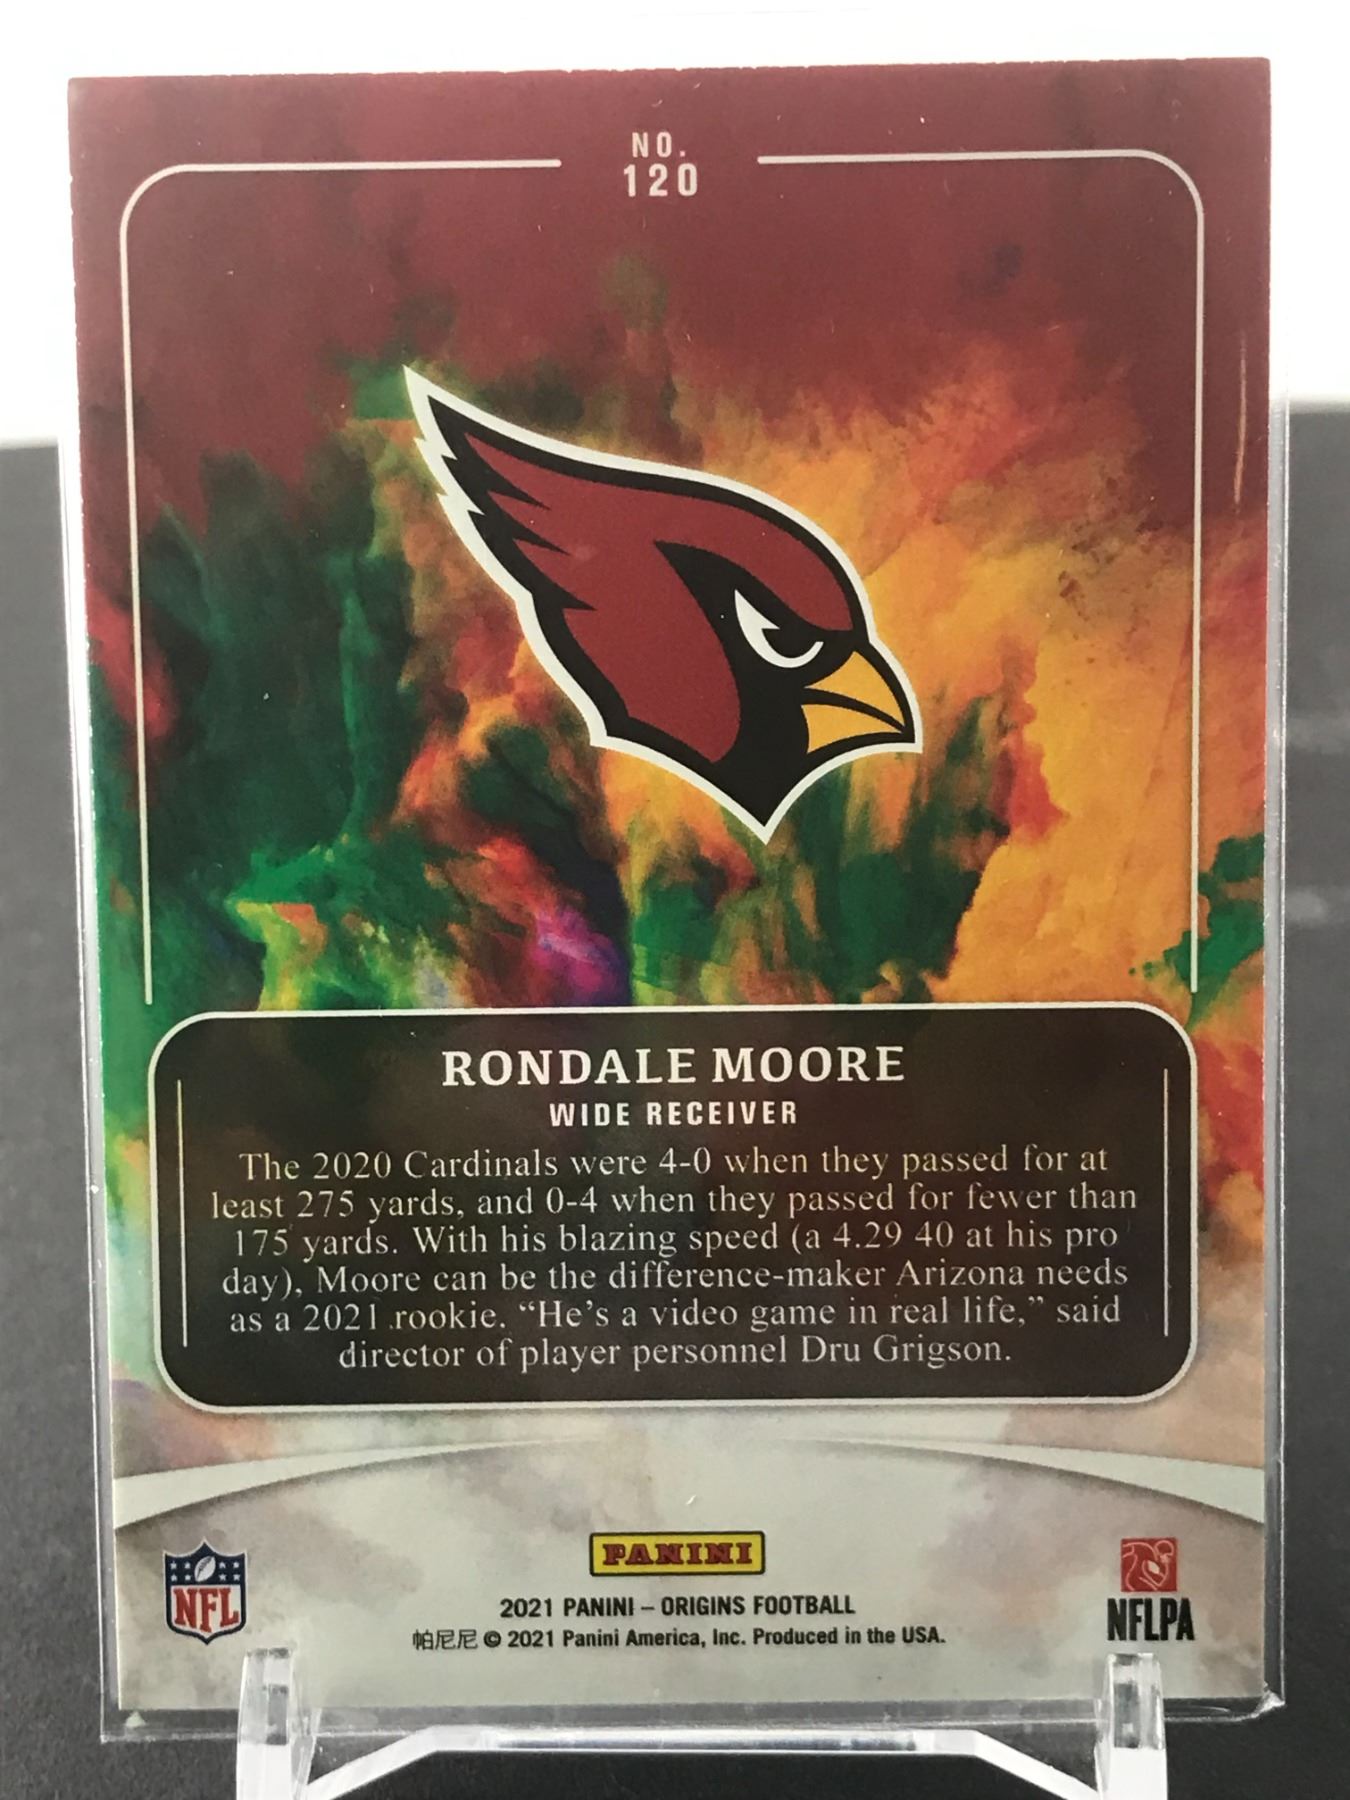 NO.
120
RONDALE MOORE
WIDE RECEIVER
The 2020 Cardinals were 4-0 when they passed for at
least 275 yards, and 0-4 when they passed for fewer than
175 yards. With his blazing speed (a 4.29 40 at his pro
day), Moore can be the difference-maker Arizona needs
as a 2021 rookie. “He’s a video game in real life,” said
director of player personnel Dru Grigson.
PANINI
NFL
2021 PANINI – ORIGINS FOOTBALL
帕尼尼 © 2021 Panini America, Inc. Produced in the USA.
NFLPA